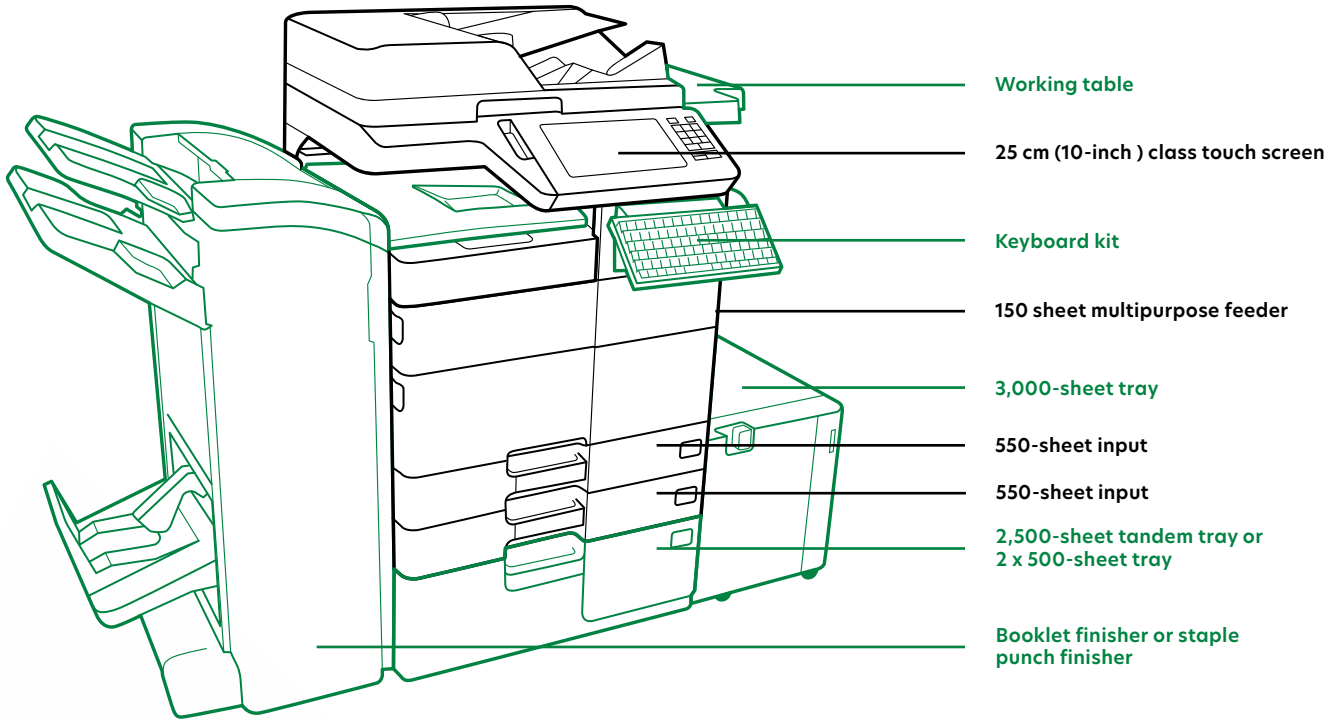 Working table
25 cm (10-inch ) class touch screen
Keyboard kit
150 sheet multipurpose feeder
3,000-sheet tray
550-sheet input
550-sheet input
2,500-sheet tandem tray or
2 x 500-sheet tray
Booklet finisher or staple
punch finisher